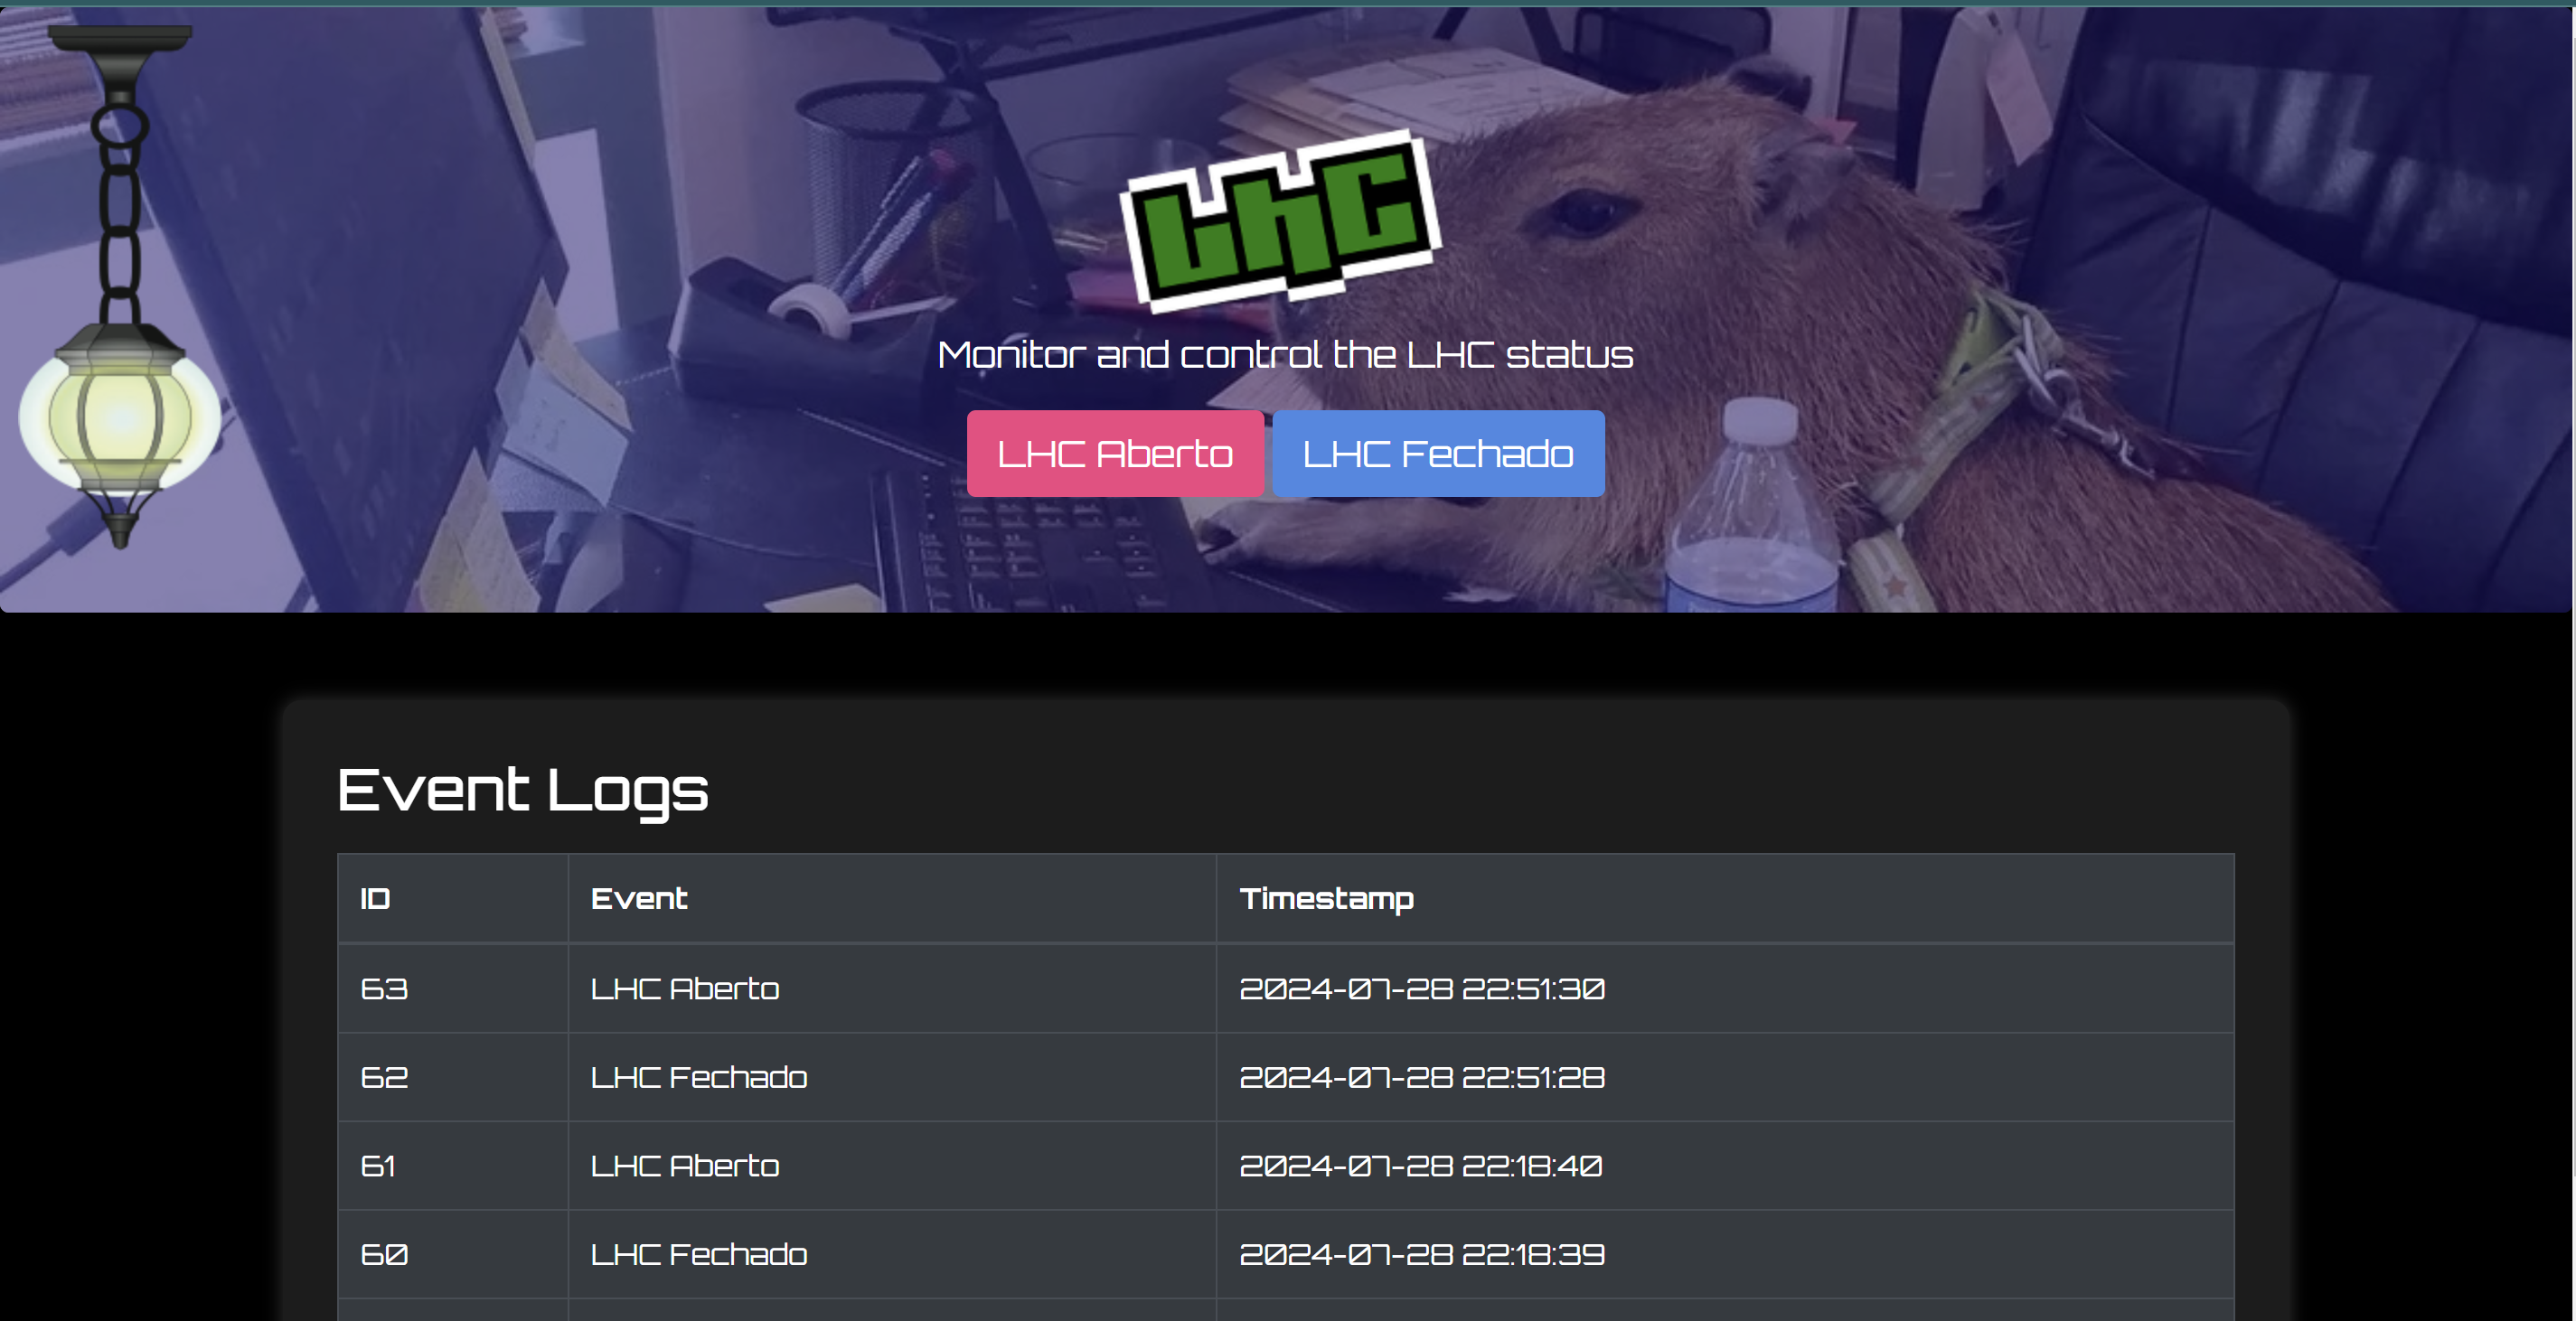 LhC
Monitor and control the LHC status
LHC Aberto LHC Fechado
Event Logs
ID Event Timestamp
63 LHC Aberto 2024-07-28 22:51:30
62 LHC Fechado 2024-07-28 22:51:28
61 LHC Aberto 2024-07-28 22:18:40
60 LHC Fechado 2024-07-28 22:18:39